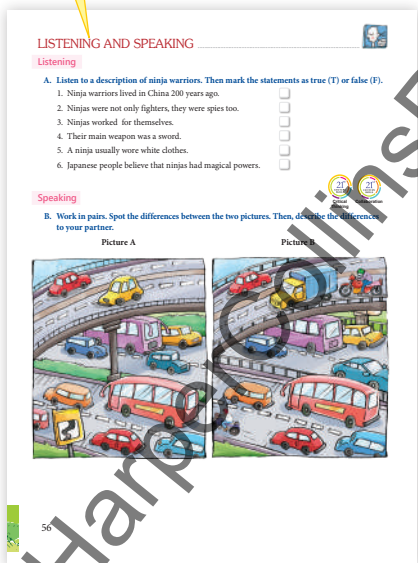 LISTENING AND SPEAKING
Listening
A. Listen to a description of ninja warriors. Then mark the statements as true (T) or false (F).
1. Ninja warriors lived in China 200 years ago.
2. Ninjas were not only fighters, they were spies too.
3. Ninjas worked for themselves.
4. Their main weapon was a sword.
5. A ninja usually wore white clothes.
6. Japanese people believe that ninjas had magical powers.
21
21
Critical
Collaboration
Speaking
B. Work in pairs. Spot the differences between the two pictures. Then, describe the differences
to your partner.
Picture A
Picture B
56
HarperCollins